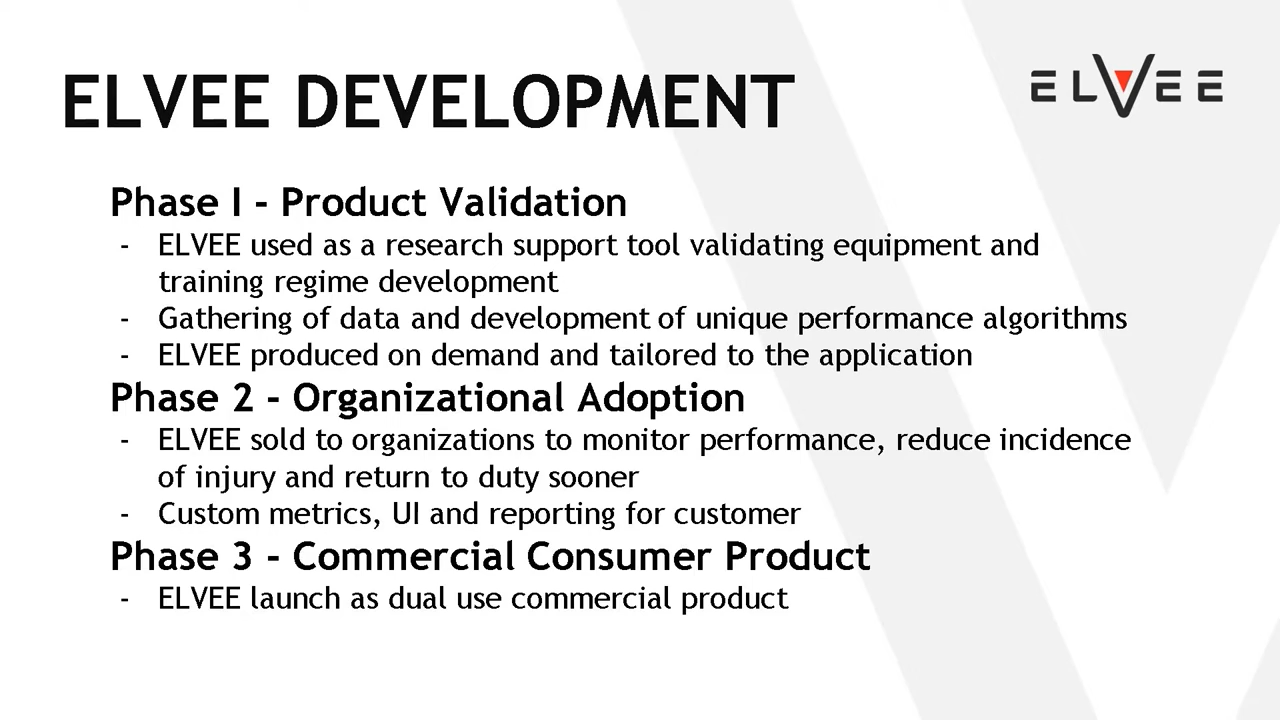 ELVEE DEVELOPMENT
ELVEE
Phase I - Product Validation
- ELVEE used as a research support tool validating equipment and
training regime development
- Gathering of data and development of unique performance algorithms
- ELVEE produced on demand and tailored to the application
Phase 2 - Organizational Adoption
- ELVEE sold to organizations to monitor performance, reduce incidence
of injury and return to duty sooner
- Custom metrics, UI and reporting for customer
Phase 3 - Commercial Consumer Product
- ELVEE launch as dual use commercial product